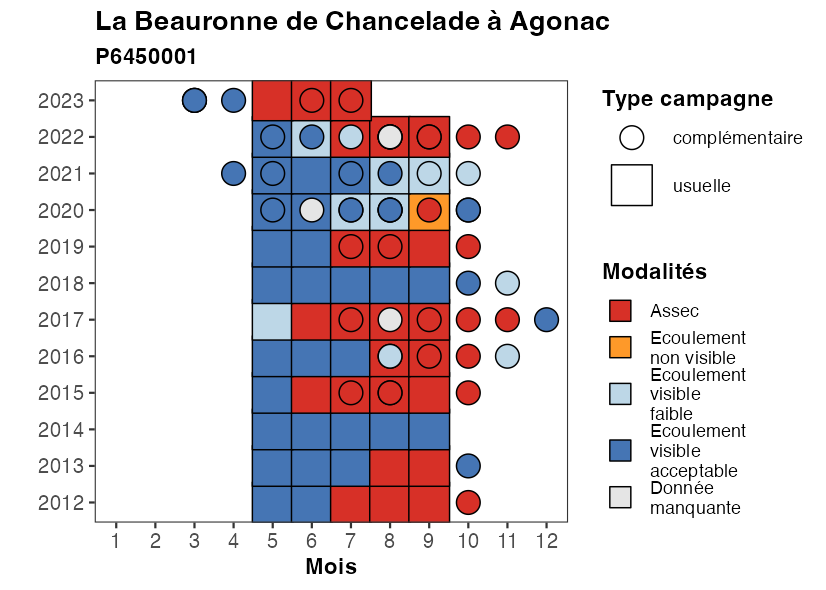 La Beauronne de Chancelade à Agonac
P6450001
2023
2022
2021
2020
2019
2018
2017
2016
2015
2014
2013
2012
1 2 3 4 5 6 7 8 9 10 11 12
Mois
Type campagne
complémentaire
usuelle
Modalités
Assec
Ecoulement
non visible
Ecoulement
visible
faible
Ecoulement
visible
acceptable
Donnée
manquante